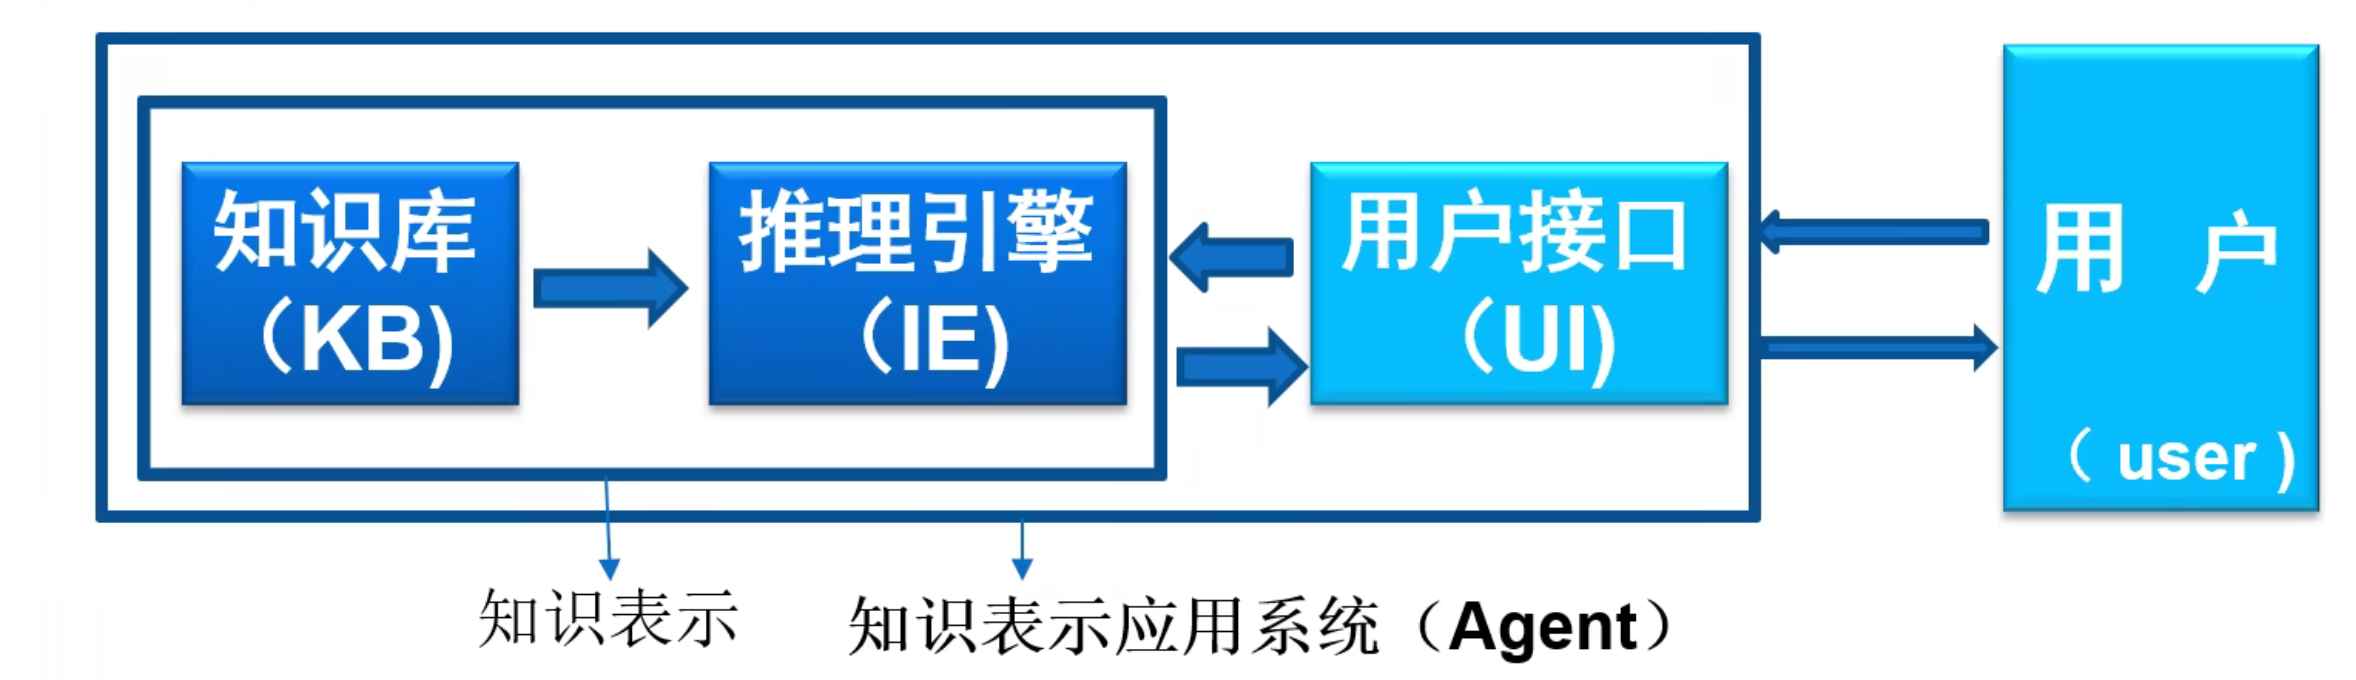 知识库
（KB)
推理引擎
（IE)
用户接口
（UI)
用 户
（ user )
知识表示
知识表示应用系统（Agent）